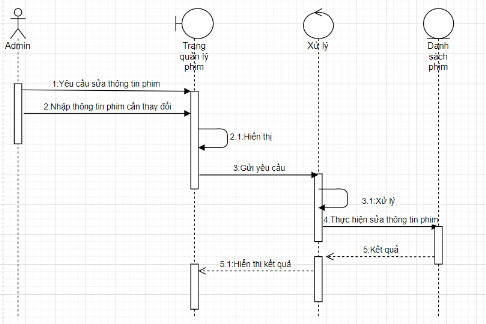 Admin
Trang
quản lý
phim
Xử lý
Danh
sách
phim
1:Yêu cầu sửa thông tin phim
2:Nhập thông tin phim cần thay đổi
2.1:Hiển thị
3:Gửi yêu cầu
3.1:Xử lý
4:Thực hiện sửa thông tin phim
5:Kết quả
5.1:Hiển thị kết quả